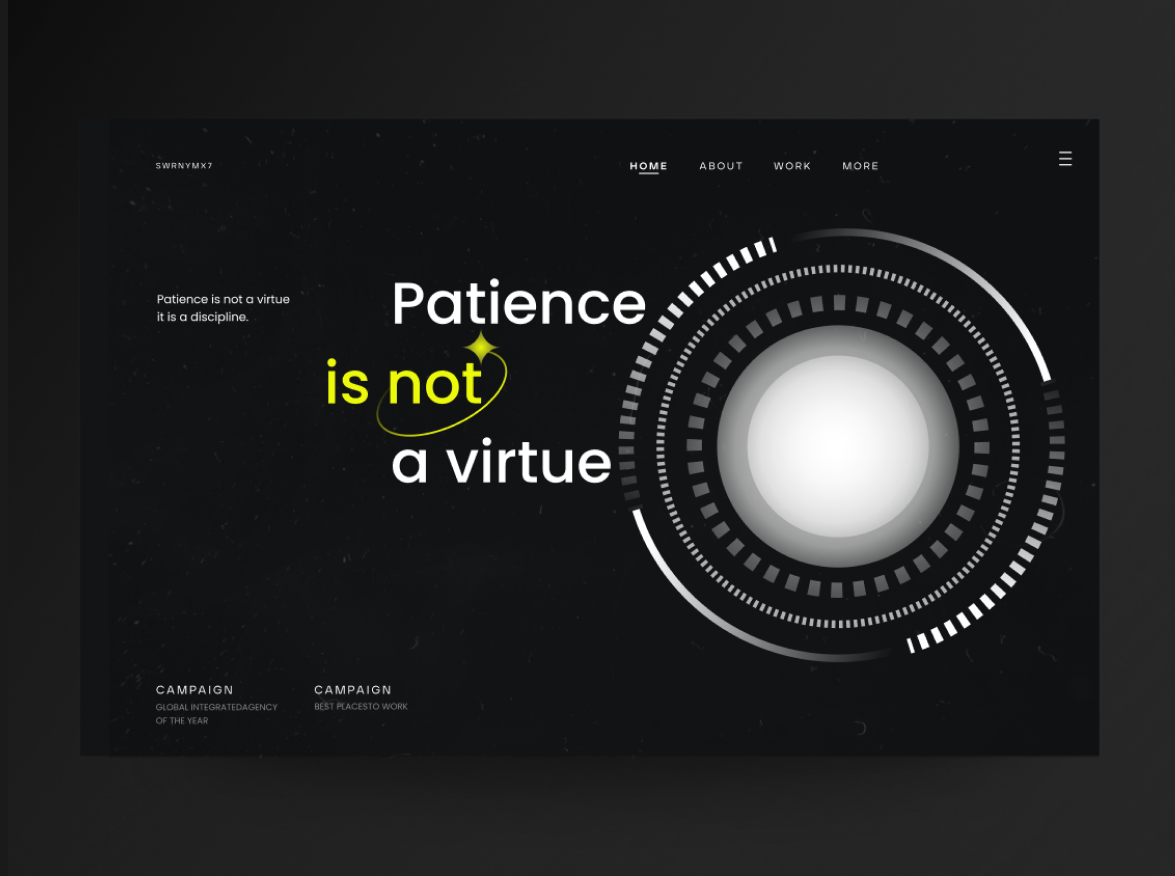 SWRNYMX7
HOME ABOUT WORK MORE
Patience is not a virtue
it is a discipline.
Patience
is not
a virtue
CAMPAIGN
GLOBAL INTEGRATEDAGENCY
OF THE YEAR
CAMPAIGN
BEST PLACESTO WORK